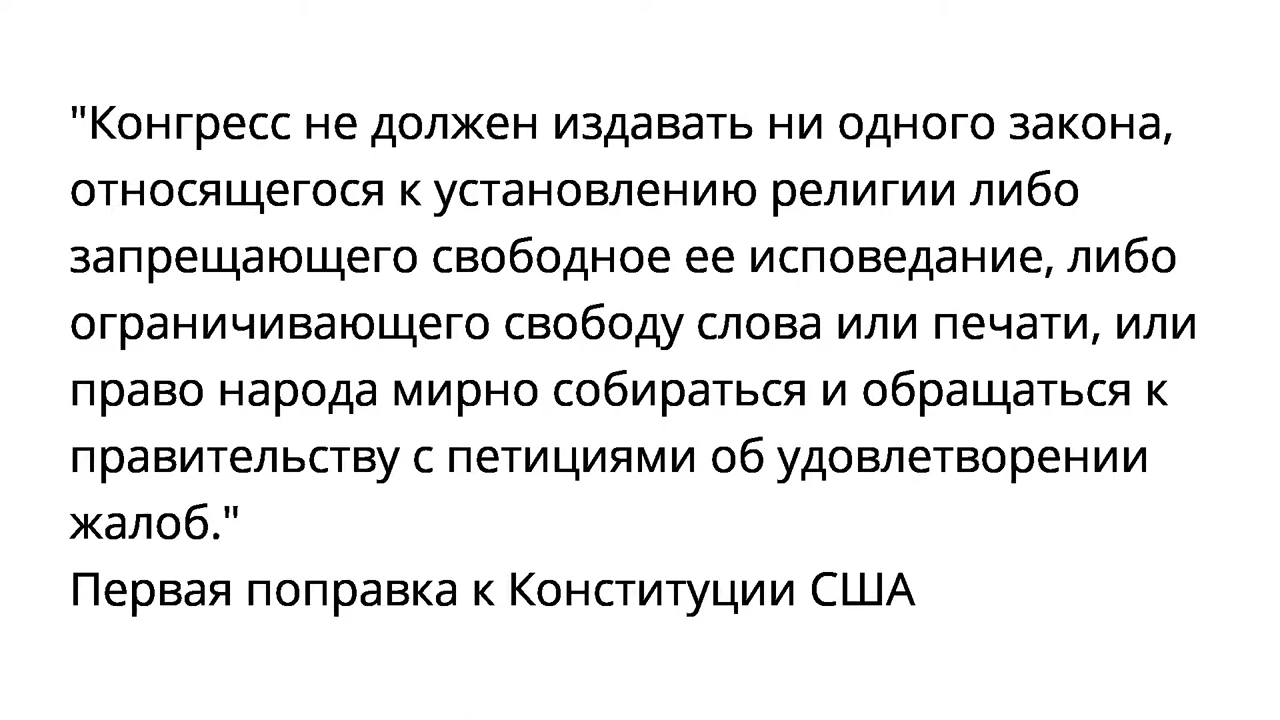 "Конгресс не должен издавать ни одного закона,
относящегося к установлению религии либо
запрещающего свободное ее исповедание, либо
ограничивающего свободу слова или печати, или
право народа мирно собираться и обращаться к
правительству с петициями об удовлетворении
жалоб."
Первая поправка к Конституции США